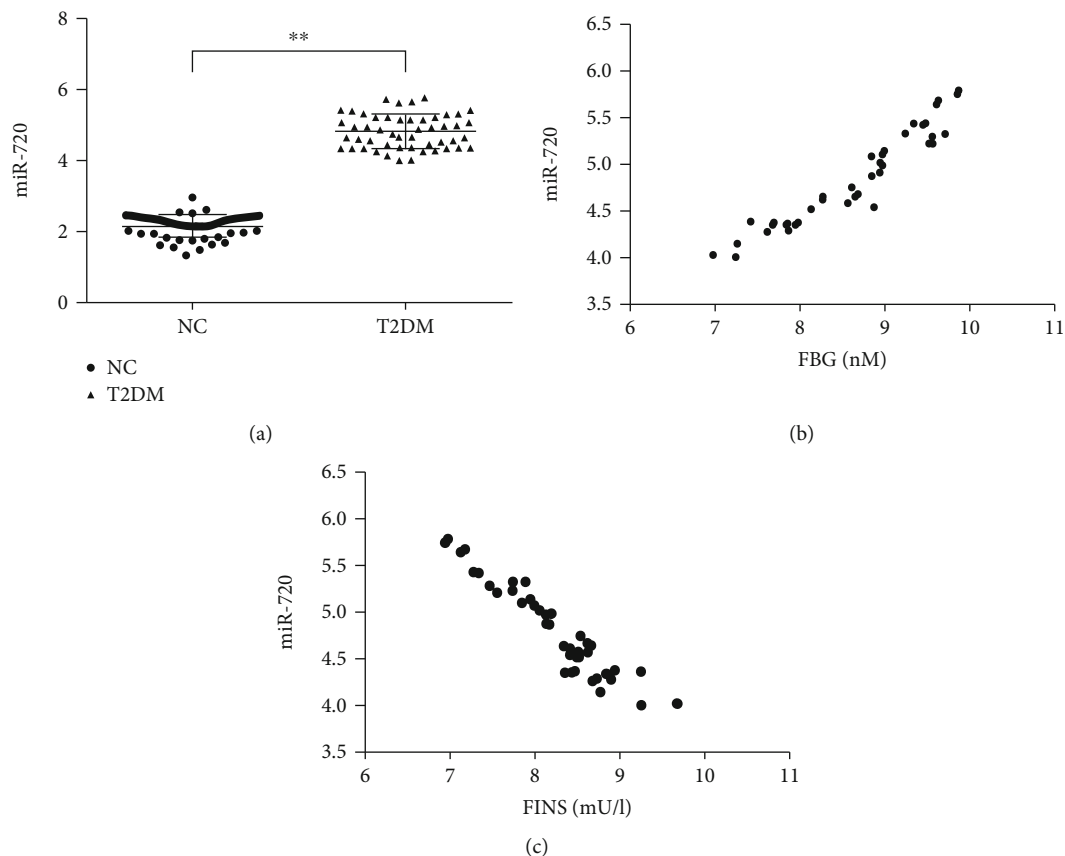 8
6
4
2
0
miR-720
**
NC
T2DM
● NC
▲ T2DM
(a)
6.5
6.0
5.5
5.0
4.5
4.0
3.5
miR-720
6 7 8 9 10 11
FBG (nM)
(b)
6.5
6.0
5.5
5.0
4.5
4.0
3.5
miR-720
6 7 8 9 10 11
FINS (mU/l)
(c)